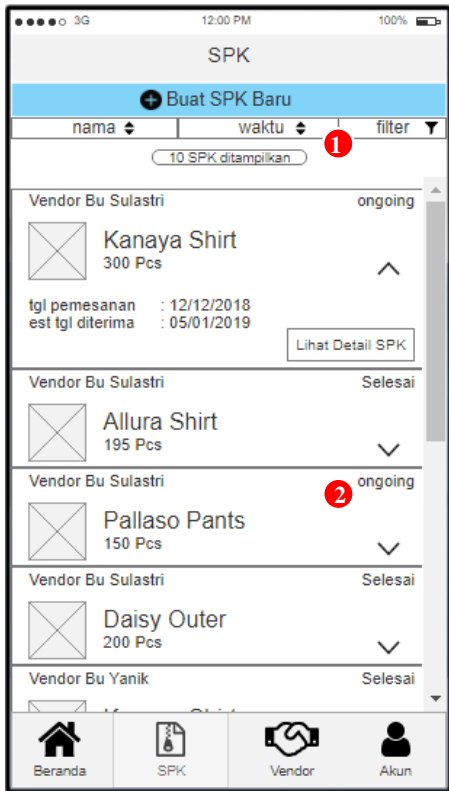 3G 12:00 PM 100%
SPK
Buat SPK Baru
nama waktu filter
1
10 SPK ditampilkan
Vendor Bu Sulastri ongoing
Kanaya Shirt
300 Pcs
tgl pemesanan : 12/12/2018
est tgl diterima : 05/01/2019
Lihat Detail SPK
Vendor Bu Sulastri Selesai
Allura Shirt
195 Pcs
Vendor Bu Sulastri ongoing
2
Pallaso Pants
150 Pcs
Vendor Bu Sulastri Selesai
Daisy Outer
200 Pcs
Vendor Bu Yanik Selesai
Beranda SPK Vendor Akun